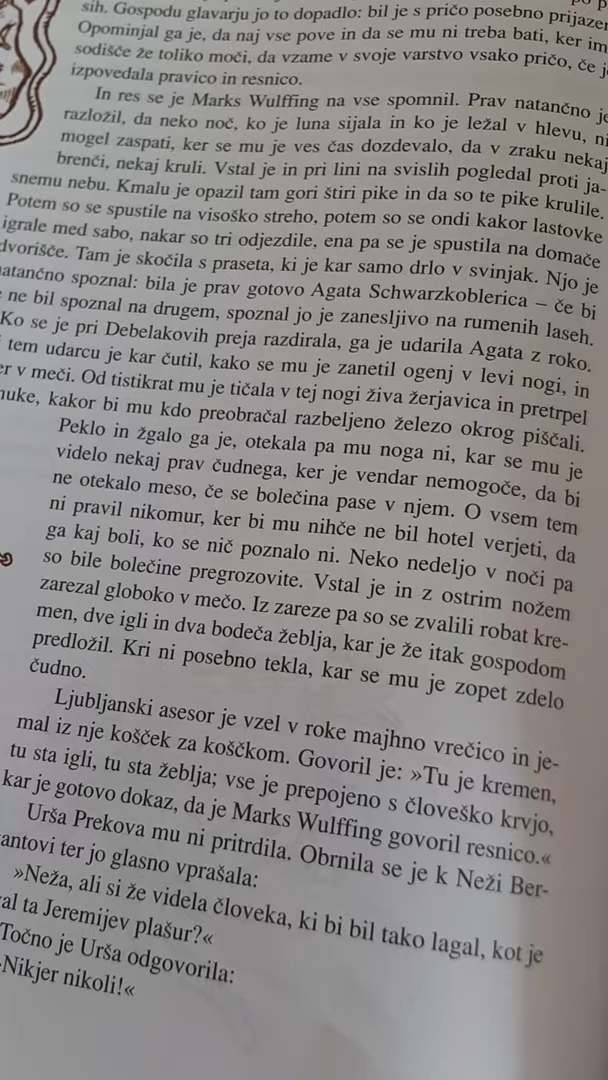 sih. Gospodu glavarju jo to dopadlo: bil je s pričo posebno prijazen
Opominjal ga je, da naj vse pove in da se mu ni treba bati, ker im
sodišče že toliko moči, da vzame v svoje varstvo vsako pričo, če je
izpovedala pravico in resnico.
In res se je Marks Wulffing na vse spomnil. Prav natančno je
razložil, da neko noč, ko je luna sijala in ko je ležal v hlevu, ni
mogel zaspati, ker se mu je ves čas dozdevalo, da v zraku nekaj
brenči, nekaj kruli. Vstal je in pri lini na svislih pogledal proti ja-
snemu nebu. Kmalu je opazil tam gori štiri pike in da so te pike krulile.
Potem so se spustile na visoško streho, potem so se ondi kakor lastovke
igrale med sabo, nakar so tri odjezdile, ena pa se je spustila na domače
dvorišče. Tam je skočila s praseta, ki je kar samo drlo v svinjak. Njo je
natančno spoznal: bila je prav gotovo Agata Schwarzkoblerica – če bi
ne bil spoznal na drugem, spoznal jo je zanesljivo na rumenih laseh.
Ko se je pri Debelakovih preja razdirala, ga je udarila Agata z roko.
tem udarcu je kar čutil, kako se mu je zanetil ogenj v levi nogi, in
er v meči. Od tistikrat mu je tičala v tej nogi živa žerjavica in pretrpel
muke, kakor bi mu kdo preobračal razbeljeno železo okrog piščali.
Peklo in žgalo ga je, otekala pa mu noga ni, kar se mu je
videlo nekaj prav čudnega, ker je vendar nemogoče, da bi
ne otekalo meso, če se bolečina pase v njem. O vsem tem
ni pravil nikomur, ker bi mu nihče ne bil hotel verjeti, da
ga kaj boli, ko se nič poznalo ni. Neko nedeljo v noči pa
so bile bolečine pregrozovite. Vstal je in z ostrim nožem
zarezal globoko v mečo. Iz zareze pa so se zvalili robat kre-
men, dve igli in dva bodeča žeblja, kar je že itak gospodom
predložil. Kri ni posebno tekla, kar se mu je zopet zdelo
čudno.
Ljubljanski asesor je vzel v roke majhno vrečico in je-
mal iz nje košček za koščkom. Govoril je: »Tu je kremen,
tu sta igli, tu sta žeblja; vse je prepojeno s človeško krvjo,
kar je gotovo dokaz, da je Marks Wulffing govoril resnico.«
Urša Prekova mu ni pritrdila. Obrnila se je k Neži Ber-
antovi ter jo glasno vprašala:
»Neža, ali si že videla človeka, ki bi bil tako lagal, kot je
al ta Jeremijev plašur?«
Točno je Urša odgovorila:
»Nikjer nikoli!«